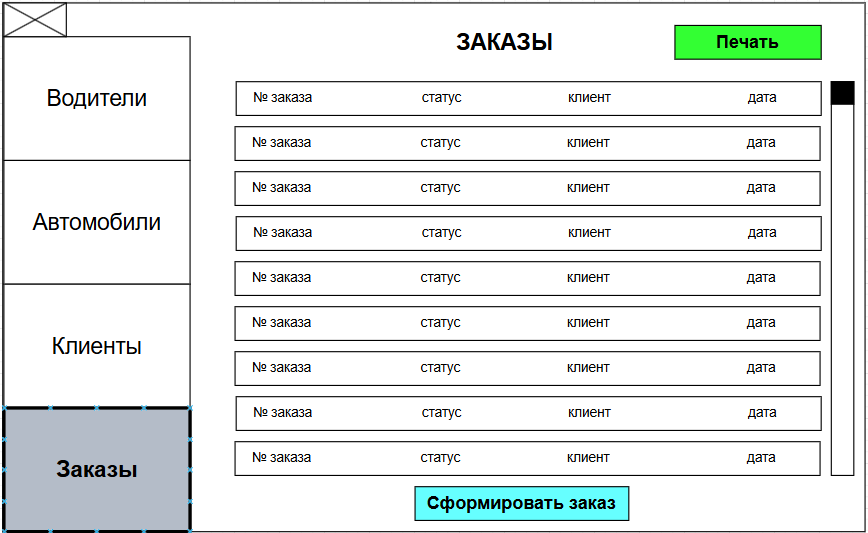 ЗАКАЗЫ
Печать
Водители
Автомобили
Клиенты
Заказы
№ заказа статус клиент дата
№ заказа статус клиент дата
№ заказа статус клиент дата
№ заказа статус клиент дата
№ заказа статус клиент дата
№ заказа статус клиент дата
№ заказа статус клиент дата
№ заказа статус клиент дата
№ заказа статус клиент дата
Сформировать заказ